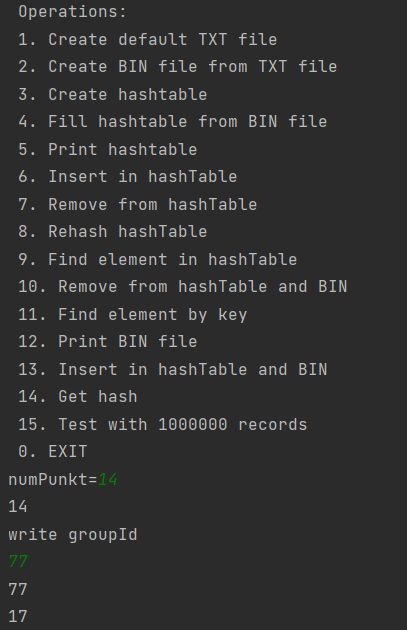 Operations:
1. Create default TXT file
2. Create BIN file from TXT file
3. Create hashtable
4. Fill hashtable from BIN file
5. Print hashtable
6. Insert in hashTable
7. Remove from hashTable
8. Rehash hashTable
9. Find element in hashTable
10. Remove from hashTable and BIN
11. Find element by key
12. Print BIN file
13. Insert in hashTable and BIN
14. Get hash
15. Test with 1000000 records
0. EXIT
numPunkt=14
14
write groupId
77
77
17